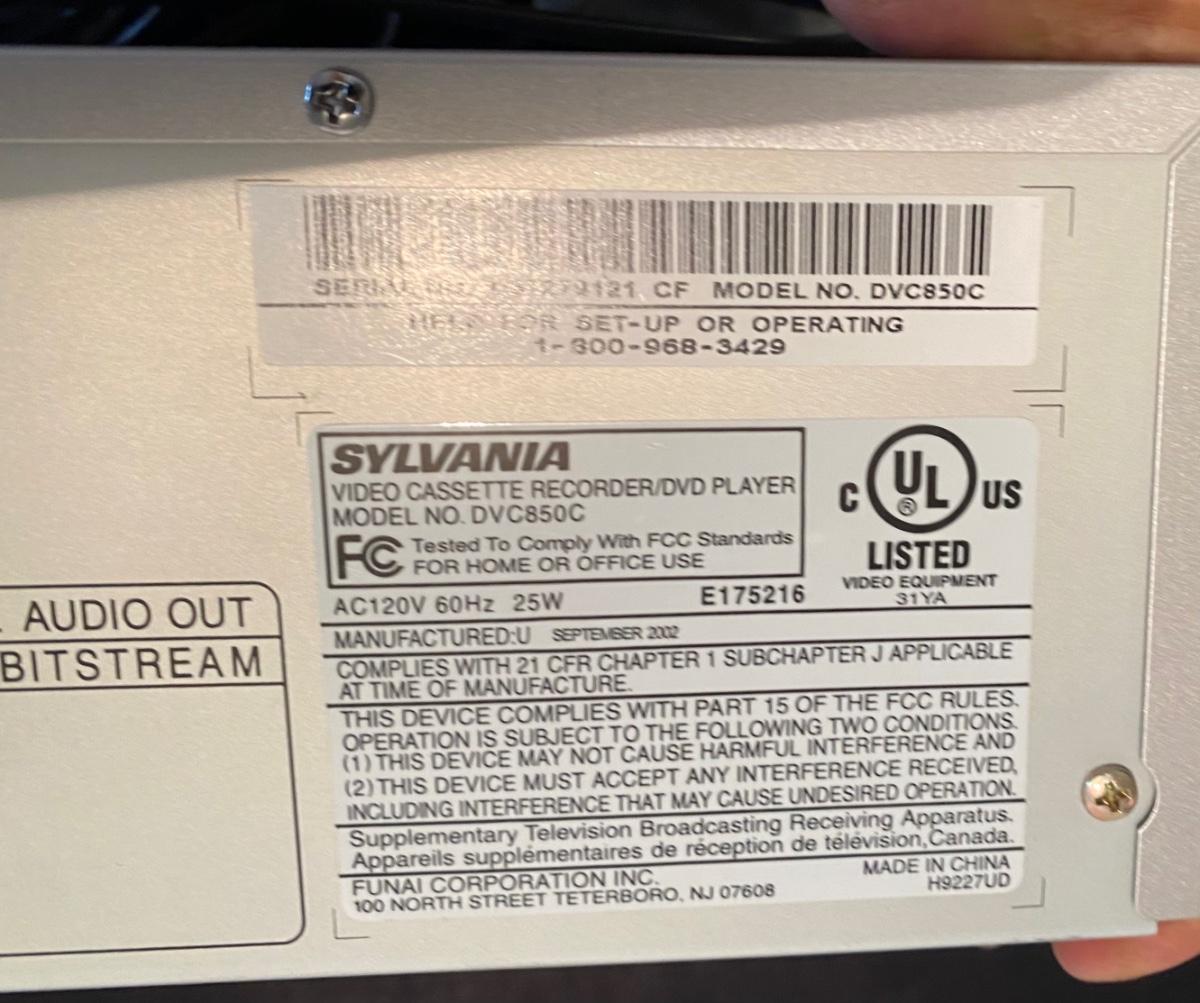 CF MODEL NO. DVC850C
FOR SET-UP OR OPERATING
968-3429
SYLVANIA
VIDEO CASSETTE RECORDER/DVD PLAYER
MODEL NO. DVC850C
FC Tested To Comply With FCC Standards
FOR HOME OR OFFICE USE
C UL® US
LISTED
VIDEO EQUIPMENT
31YA
AC120V 60Hz 25W E175216
MANUFACTURED:U SEPTEMBER 2002
COMPLIES WITH 21 CFR CHAPTER 1 SUBCHAPTER J APPLICABLE
AT TIME OF MANUFACTURE.
THIS DEVICE COMPLIES WITH PART 15 OF THE FCC RULES.
OPERATION IS SUBJECT TO THE FOLLOWING TWO CONDITIONS.
(1) THIS DEVICE MAY NOT CAUSE HARMFUL INTERFERENCE AND
(2) THIS DEVICE MUST ACCEPT ANY INTERFERENCE RECEIVED,
INCLUDING INTERFERENCE THAT MAY CAUSE UNDESIRED OPERATION.
Supplementary Television Broadcasting Receiving Apparatus.
Appareils supplémentaires de réception de télévision,Canada.
FUNAI CORPORATION INC. MADE IN CHINA
100 NORTH STREET TETERBORO, NJ 07608 H9227UD
AUDIO OUT
BITSTREAM